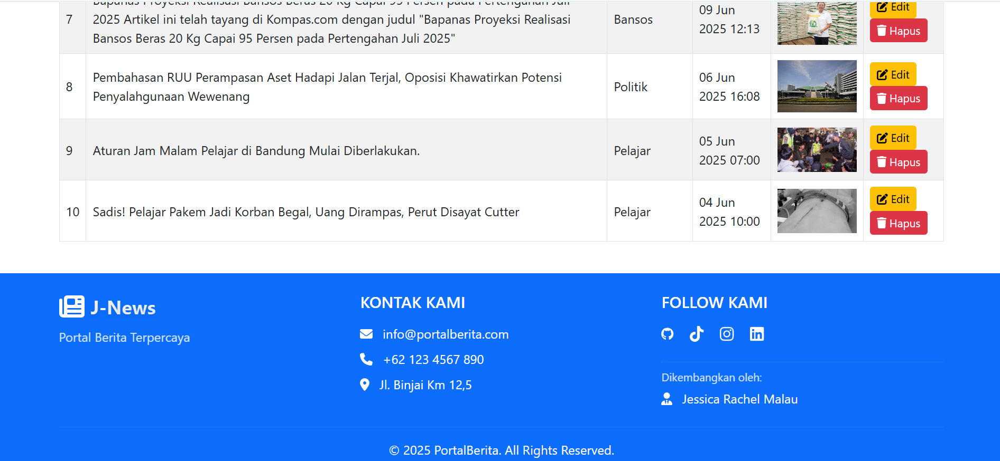 Bapanas Proyeksi Realisasi Bansos Beras 20 Kg Capai 95 Persen pada Pertengahan Juli
7
2025 Artikel ini telah tayang di Kompas.com dengan judul "Bapanas Proyeksi Realisasi
Bansos Beras 20 Kg Capai 95 Persen pada Pertengahan Juli 2025"
Bansos
09 Jun
2025 12:13
Edit
Hapus
8
Pembahasan RUU Perampasan Aset Hadapi Jalan Terjal, Oposisi Khawatirkan Potensi
Penyalahgunaan Wewenang
Politik
06 Jun
2025 16:08
Edit
Hapus
9
Aturan Jam Malam Pelajar di Bandung Mulai Diberlakukan.
Pelajar
05 Jun
2025 07:00
Edit
Hapus
10
Sadis! Pelajar Pakem Jadi Korban Begal, Uang Dirampas, Perut Disayat Cutter
Pelajar
04 Jun
2025 10:00
Edit
Hapus
J-News
Portal Berita Terpercaya
KONTAK KAMI
info@portalberita.com
+62 123 4567 890
Jl. Binjai Km 12,5
FOLLOW KAMI
Dikembangkan oleh:
Jessica Rachel Malau
© 2025 PortalBerita. All Rights Reserved.